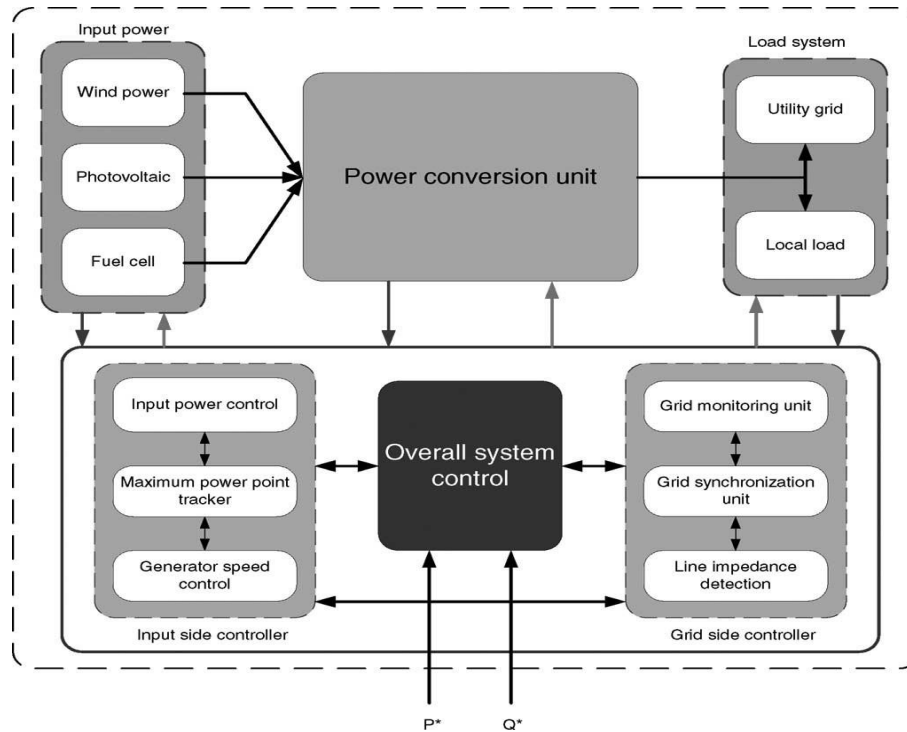 Input power
Wind power
Photovoltaic
Fuel cell
Power conversion unit
Load system
Utility grid
Local load
Input power control
Maximum power point
tracker
Generator speed
control
Input side controller
Overall system
control
Grid monitoring unit
Grid synchronization
unit
Line impedance
detection
Grid side controller
P*
Q*